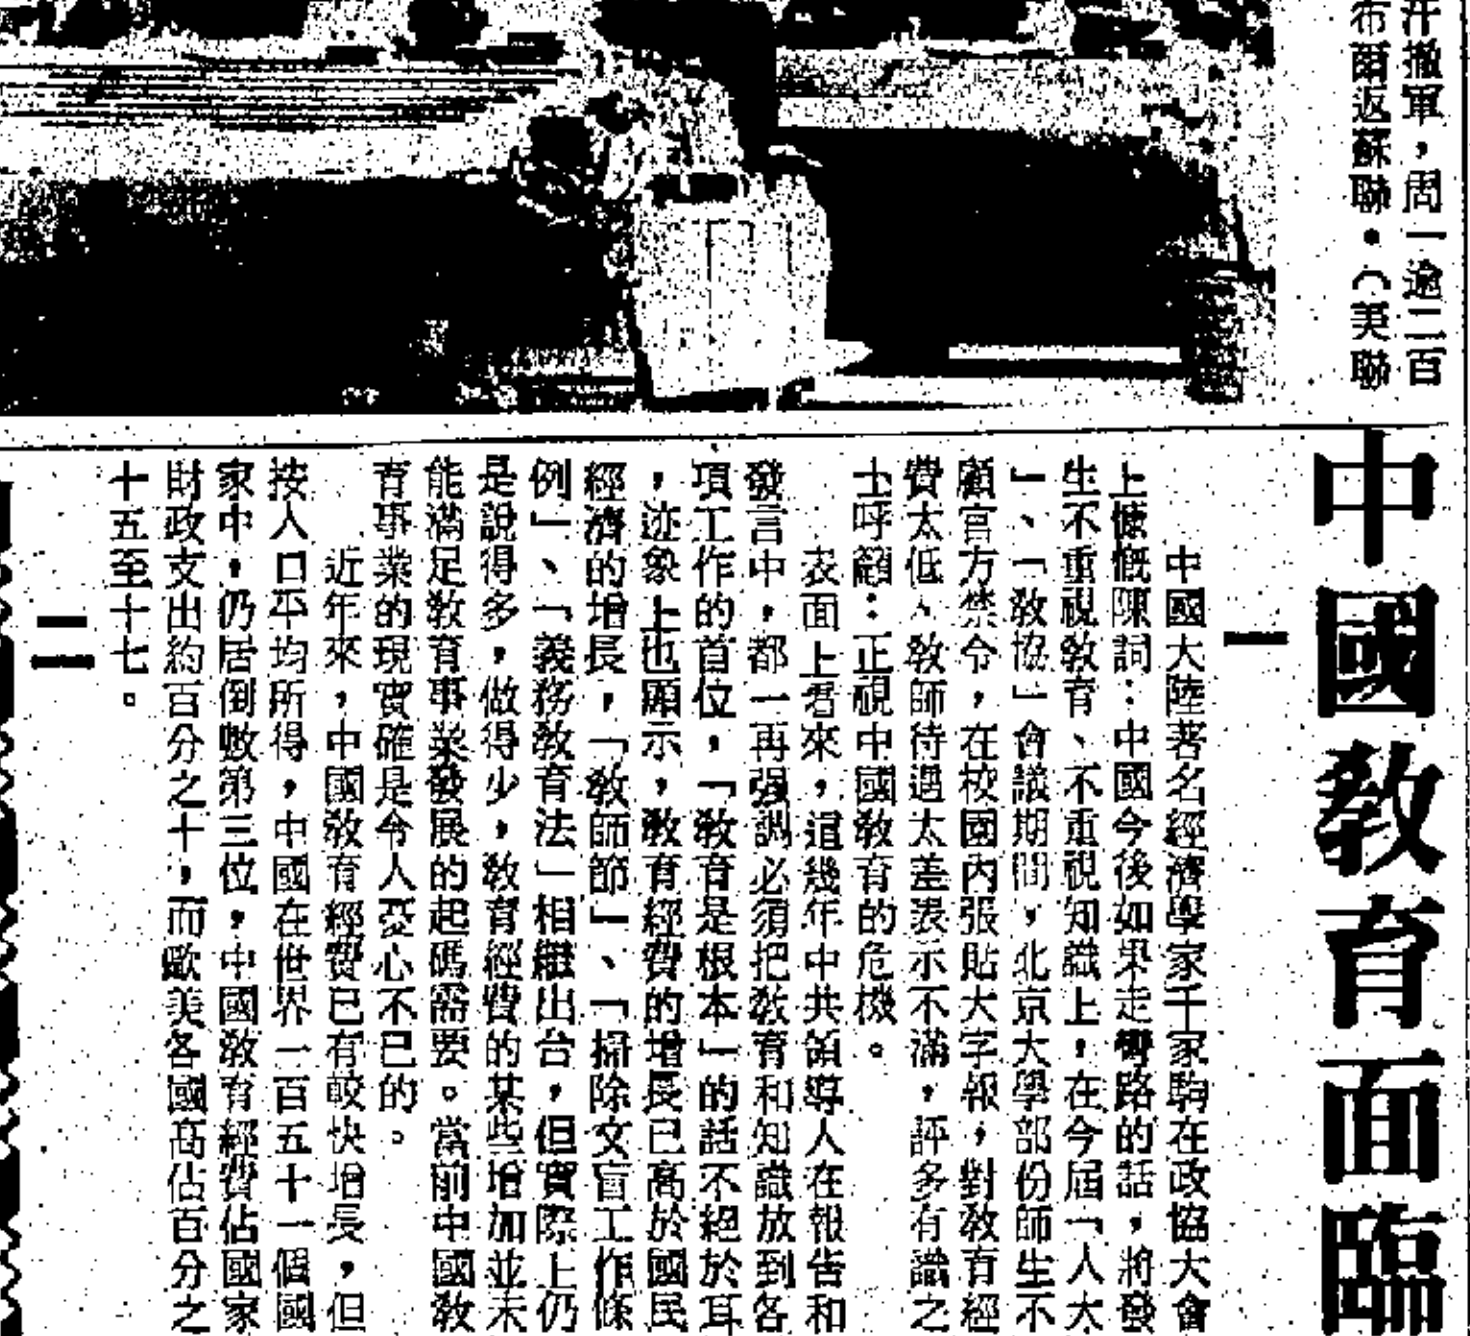 汗撤軍，問一逾二百
布爾返蘇聯。（美聯
中國教育面臨
一
中國大陸著名經濟學家千家駒在政協大會
上慷慨陳詞：中國今後如果走彎路的話，將發
生不重視教育、不重視知識上，在今屆「人大
」、「教協」會議期間，北京大學部份師生不
顧官方禁令，在校園內張貼大字報，對教育經
費太低、教師待遇太差表示不滿，評多有識之
士呼籲：正視中國教育的危機。
表面上看來，這幾年中共領導人在報告和
發言中，都一再强調必須把教育和知識放到各
項工作的首位，「教育是根本」的話不絕於耳
，迹象上也顯示，教育經費的增長已高於國民
經濟的增長，「教師節」、「掃除文盲工作條
例」、「義務教育法」相繼出台，但實際上仍
是說得多，做得少，教育經費的某些增加並未
能滿足教育事業發展的起碼需要。當前中國教
育事業的現實確是令人憂心不已的。
近年來，中國教育經費已有較快增長，但
按人口平均所得，中國在世界一百五十一個國
家中，仍居倒數第三位，中國教育經費佔國家
財政支出約百分之十，而歐美各國高佔百分之
十五至十七。
二